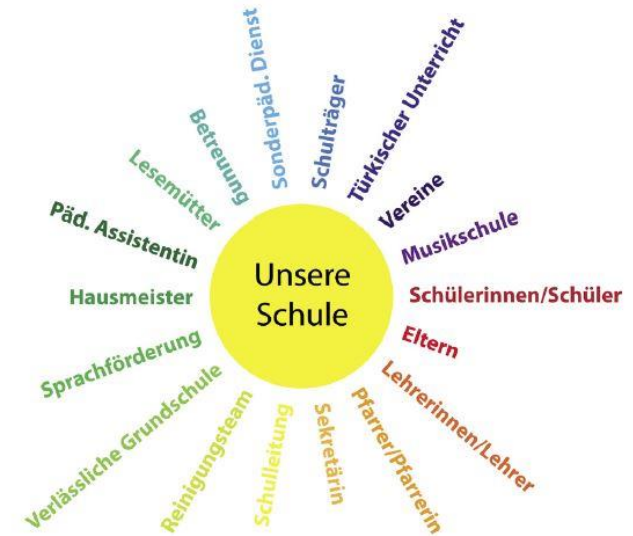 Unsere
Schule
Sonderpäd. Dienst
Schulträger
Türkischer Unterricht
Vereine
Musikschule
Schülerinnen/Schüler
Eltern
Lehrerinnen/Lehrer
Pfarrer/Pfarrerin
Sekretärin
Schulleitung
Reinigungsteam
Verlässliche Grundschule
Sprachförderung
Hausmeister
Päd. Assistentin
Lesemütter
Betreuung